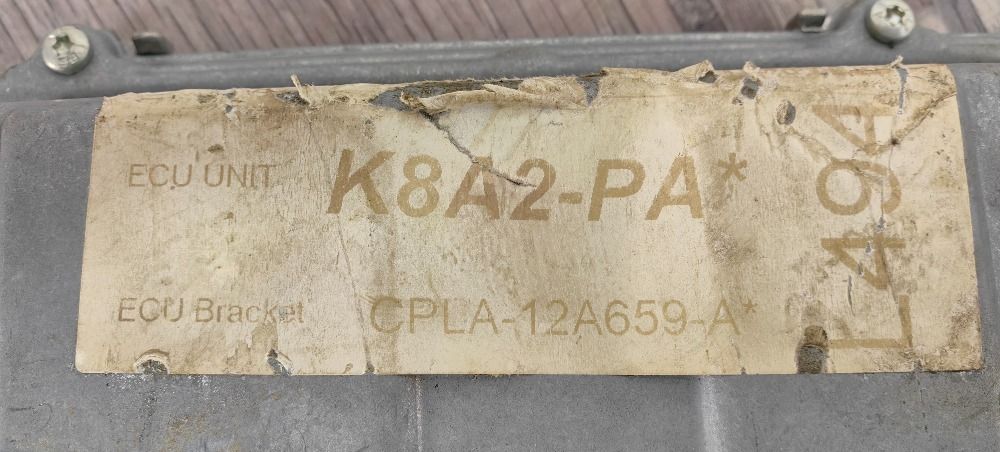 ECU UNIT K8A2-PA*
ECU Bracket CPLA-12A659-A*
L494